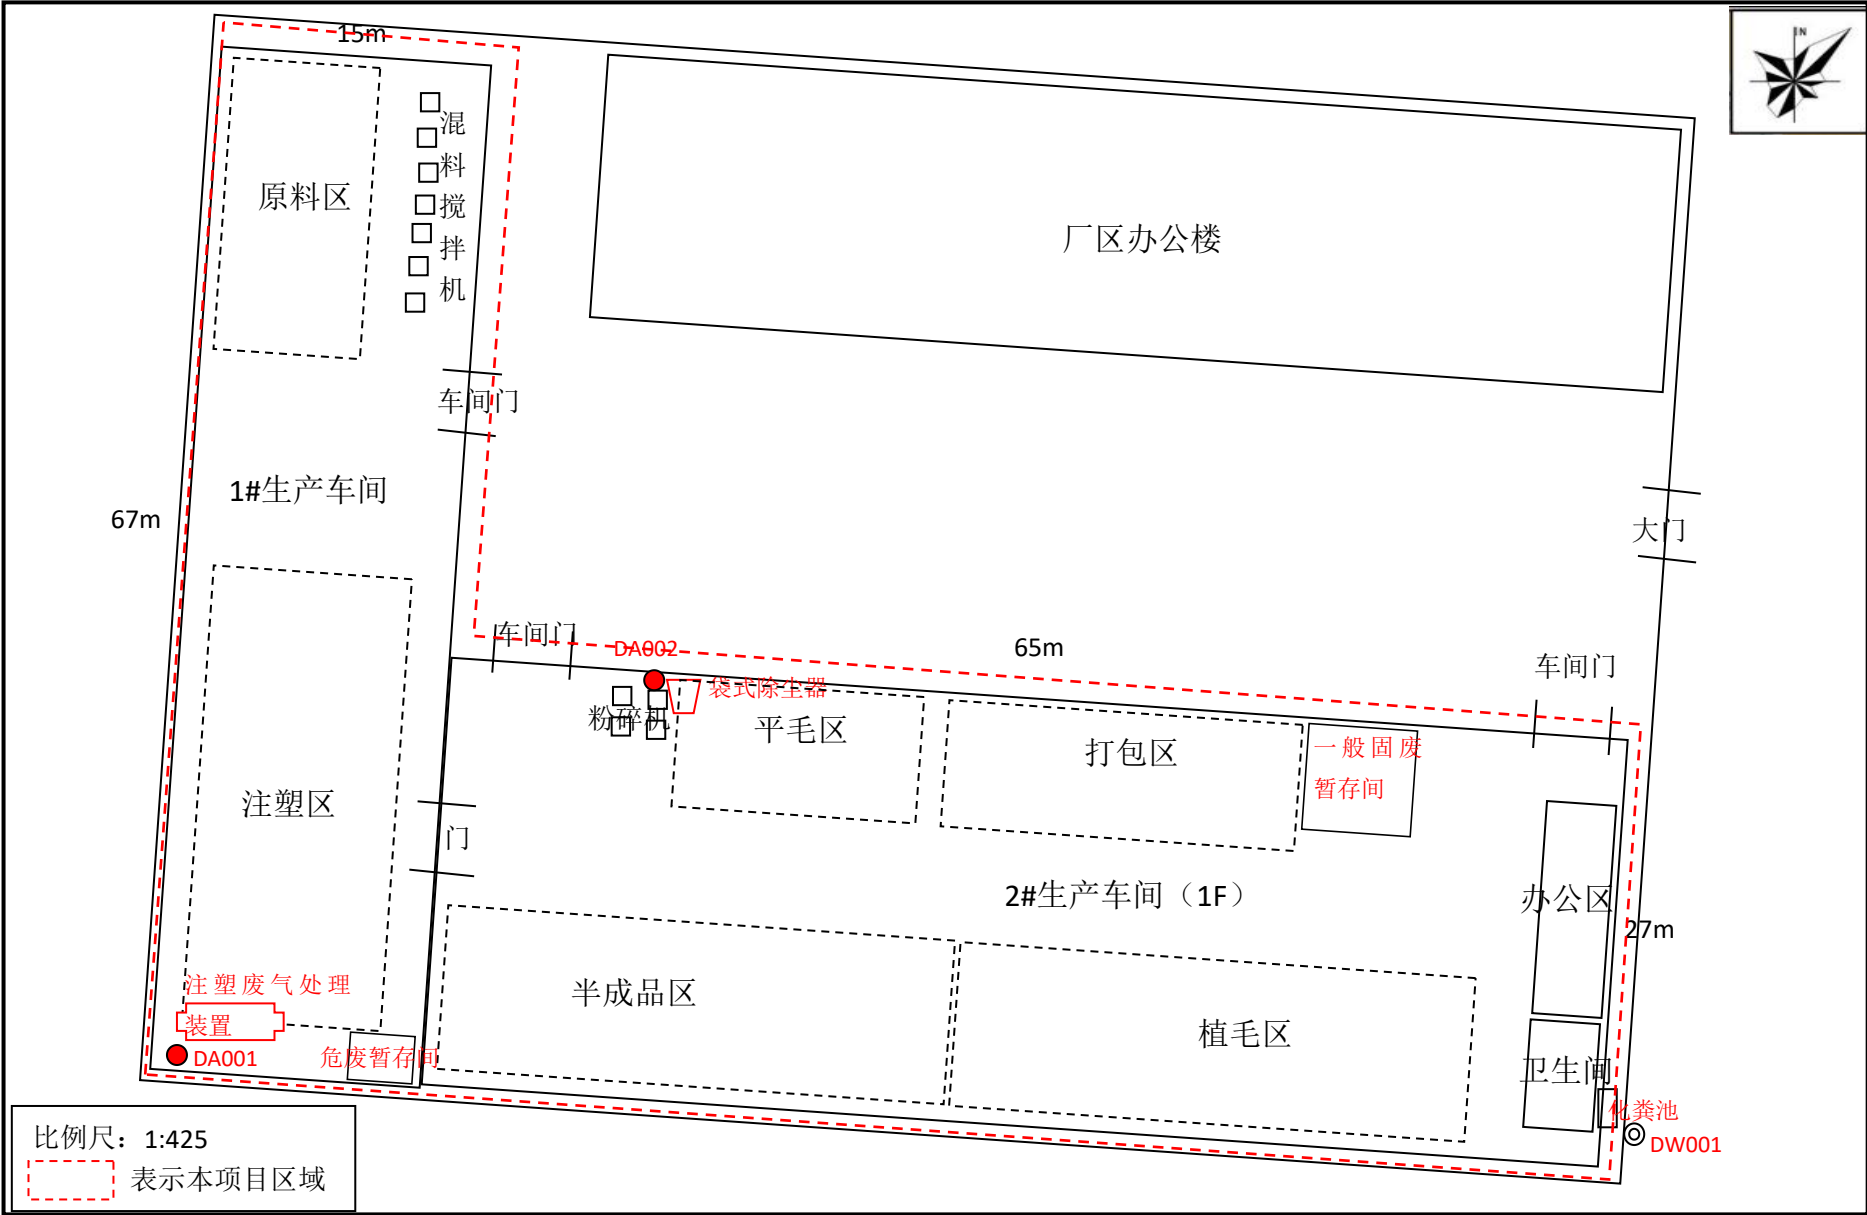 15m
N
混
料
搅
拌
机
原料区
厂区办公楼
车间门
1#生产车间
67m
大门
车间门
DA002
65m
车间门
袋式除尘器
粉碎机
平毛区
打包区
一般固废
暂存间
注塑区
门
2#生产车间（1F）
办公区
27m
注塑废气处理
装置
半成品区
植毛区
DA001
危废暂存间
卫生间
化粪池
DW001
比例尺：1:425
表示本项目区域